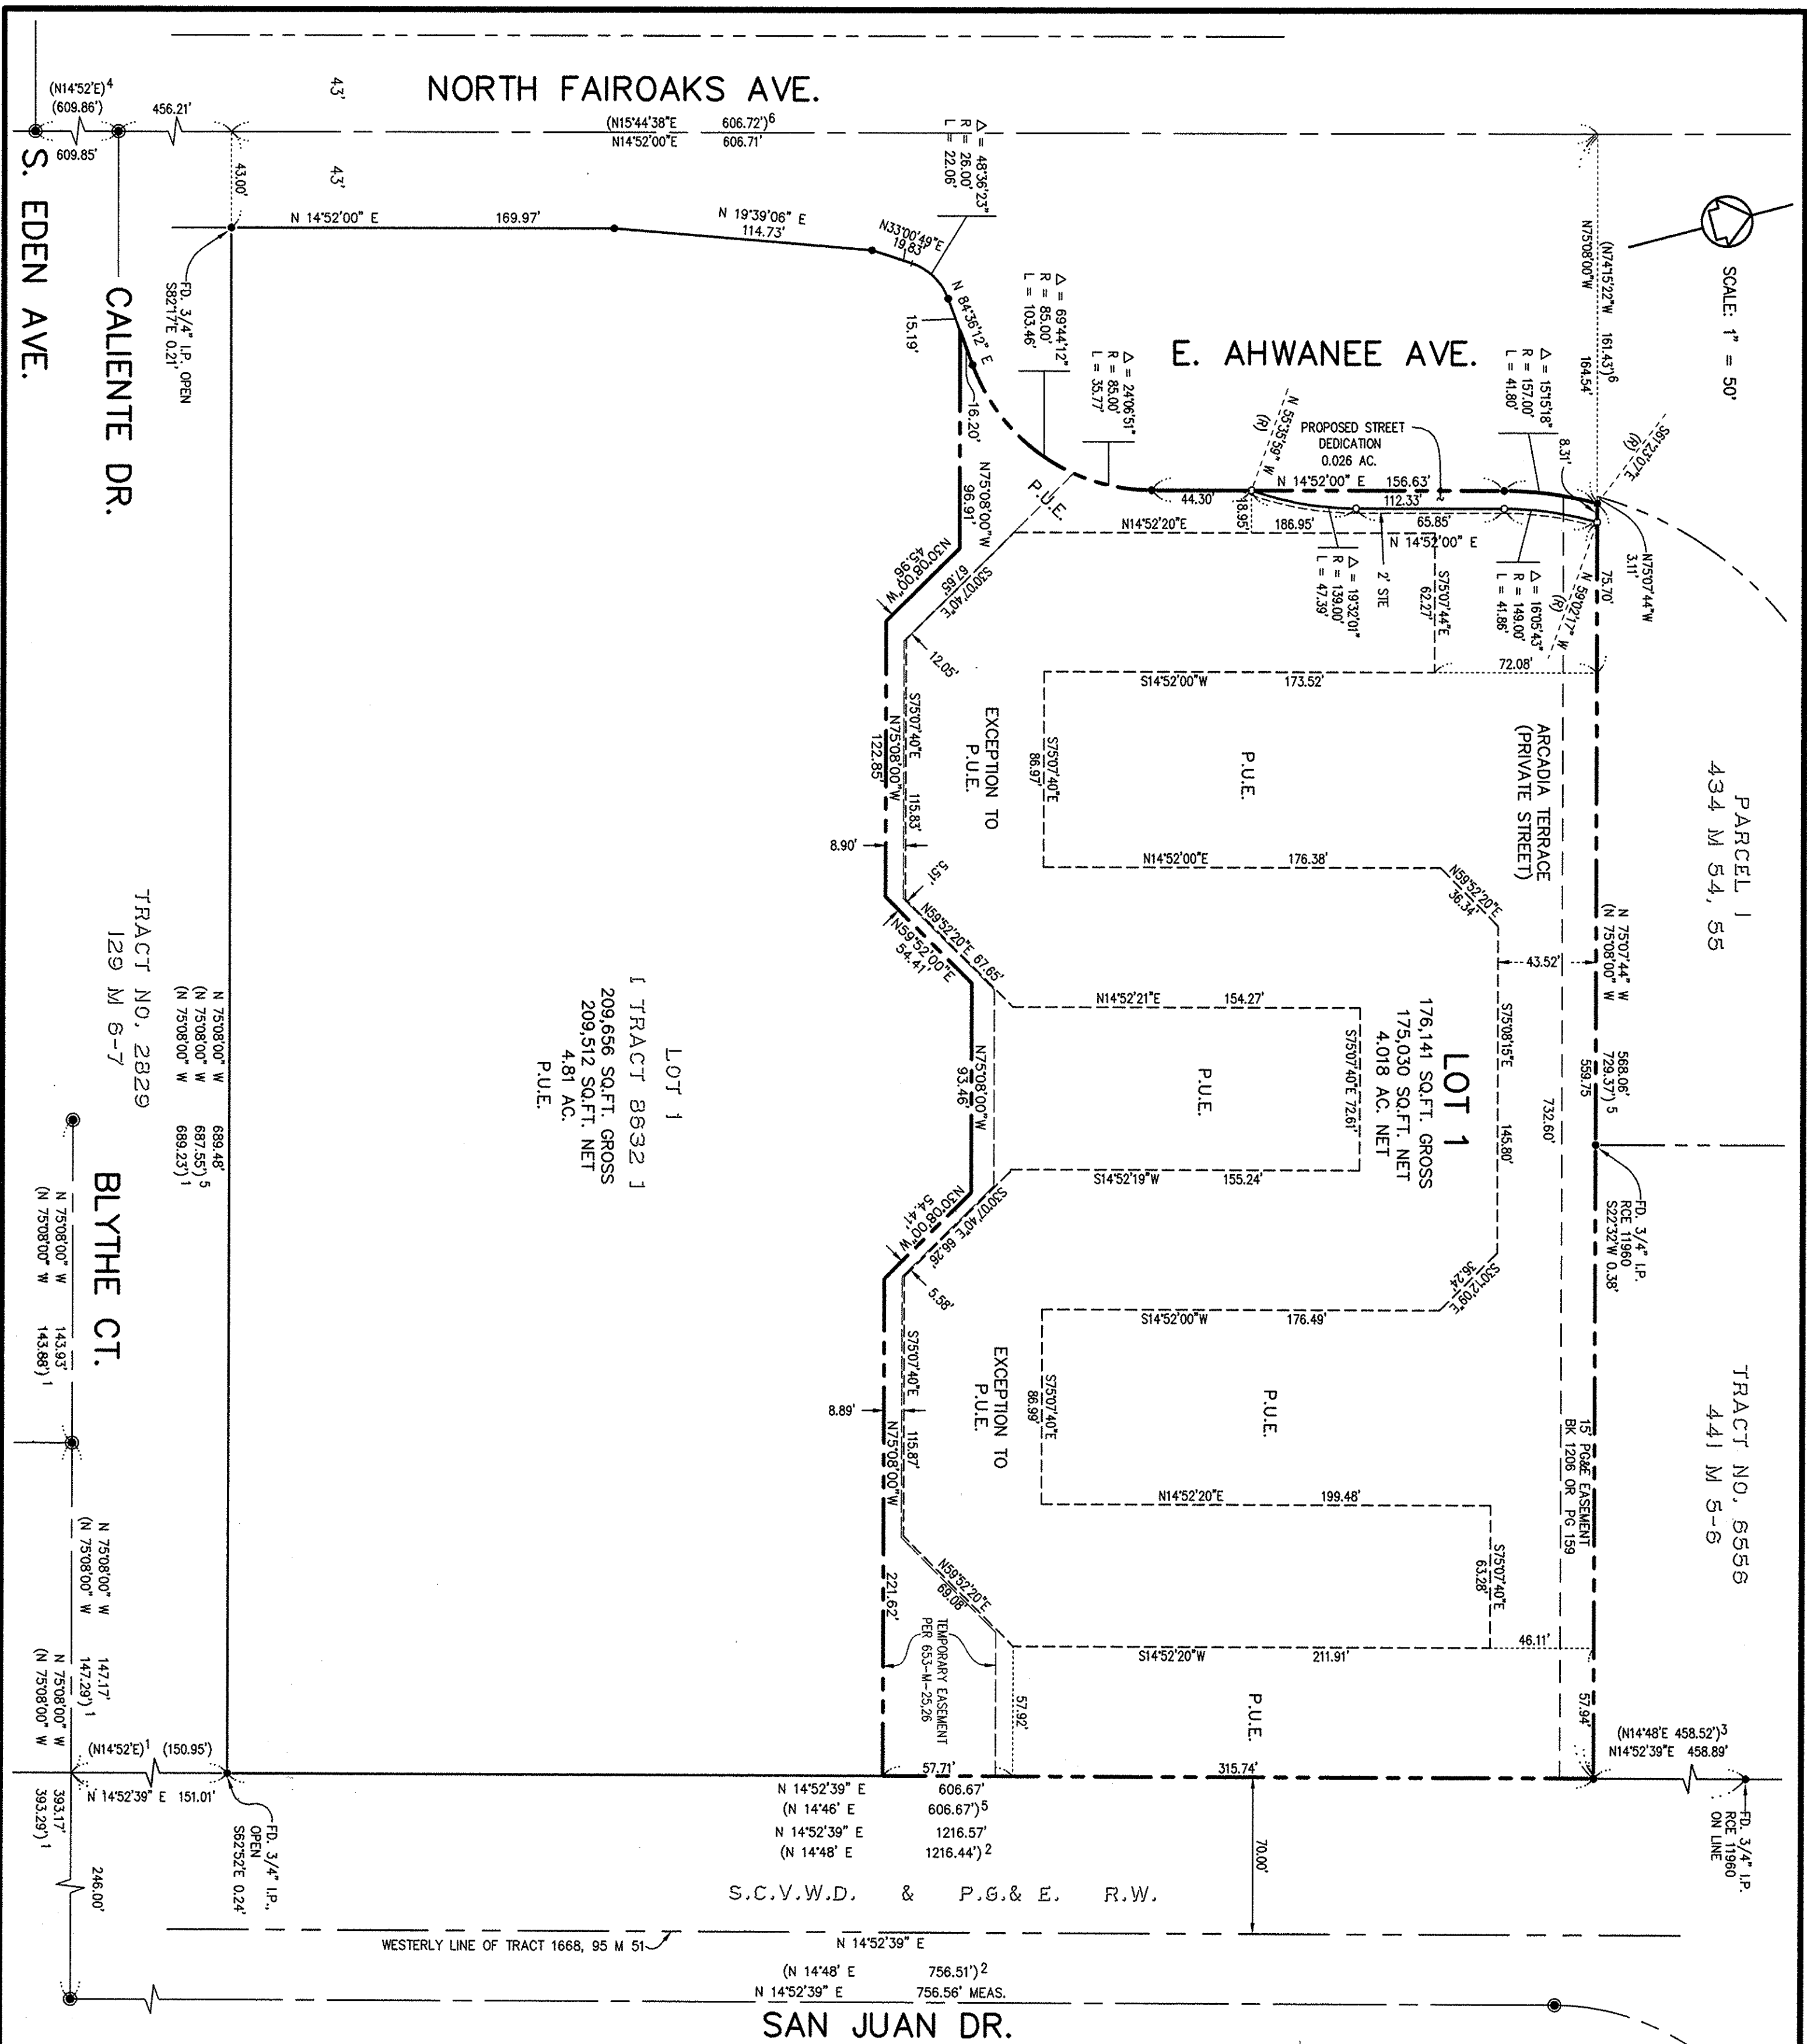 NORTH FAIROAKS AVE.
(N14°52'E)4
(609.86')
609.85'
456.21'
43'
43'
43.00'
(N15°44'38"E 606.72')6
N14°52'00"E 606.71'
S. EDEN AVE.
CALIENTE DR.
FD. 3/4" I.P. OPEN
S82°17'E 0.21'
N 14°52'00" E 169.97'
N 19°39'06" E
114.73'
N33°00'49"E
19.83'
Δ = 48°36'23"
R = 26.00'
L = 22.06'
N 84°36'12" E
15.19'
16.20'
Δ = 69°44'12"
R = 85.00'
L = 103.46'
Δ = 24°06'51"
R = 85.00'
L = 35.77'
E. AHWANEE AVE.
SCALE: 1" = 50'
(N74°15'22"W 161.43')6
N75°08'00"W 164.54'
Δ = 15°15'18"
R = 157.00'
L = 41.80'
8.31'
S61°23'07"E
(R)
N 55°35'59" W
(R)
PROPOSED STREET
DEDICATION
0.026 AC.
N 14°52'00" E 156.63'
44.30'
112.33'
18.95'
65.85'
N14°52'20"E 186.95'
N 14°52'00" E
Δ = 19°32'01"
R = 139.00'
L = 47.39'
2' STE
Δ = 16°05'43"
R = 149.00'
L = 41.86'
N 59°02'17" W
(R)
N75°07'44"W
3.11'
75.70'
S75°07'44"E
62.27'
72.08'
P.U.E.
N75°08'00"W
96.91'
N30°08'00"W
45.96'
S30°07'40"E
67.65'
12.05'
S14°52'00"W 173.52'
EXCEPTION TO
P.U.E.
S75°07'40"E
86.97'
P.U.E.
ARCADIA TERRACE
(PRIVATE STREET)
PARCEL 1
434 M 54, 55
S75°07'40"E 115.83'
N75°08'00"W
122.85'
8.90'
5.51'
N14°52'00"E 176.38'
N59°52'20"E
36.34'
N59°52'20"E 67.65'
N59°52'00"E
54.41'
43.52'
N 75°07'44" W 568.06'
(N 75°08'00" W 729.37')5
559.75
N14°52'21"E 154.27'
N75°08'00"W
93.46'
P.U.E.
S75°07'40"E 72.61'
LOT 1
176,141 SQ.FT. GROSS
175,030 SQ.FT. NET
4.018 AC. NET
S75°08'15"E 145.80'
732.60'
FD. 3/4" I.P.
RCE 11960
S22°32'W 0.38'
TRACT NO. 2829
129 M 6-7
N 75°08'00" W 689.48'
(N 75°08'00" W 687.55')5
(N 75°08'00" W 689.23')1
LOT 1
[ TRACT 8832 ]
209,656 SQ.FT. GROSS
209,512 SQ.FT. NET
4.81 AC.
P.U.E.
S14°52'19"W 155.24'
N30°08'00"W
54.41'
S30°07'40"E 66.26'
5.58'
S30°12'09"E
36.24'
S14°52'00"W 176.49'
BLYTHE CT.
N 75°08'00" W 143.93'
(N 75°08'00" W 143.88')1
S75°07'40"E 115.87'
8.89'
N75°08'00"W 221.62'
EXCEPTION TO
P.U.E.
S75°07'40"E
86.99'
P.U.E.
15' PG&E EASEMENT
BK 1206 OR PG 159
TRACT NO. 6556
441 M 5-6
N14°52'20"E 199.48'
S75°07'40"E
63.28'
N59°52'20"E
69.08'
TEMPORARY EASEMENT
PER 653-M-25,26
S14°52'20"W 211.91'
46.11'
57.92'
P.U.E.
57.94'
57.71'
315.74'
N 75°08'00" W 147.17'
(N 75°08'00" W 147.29')1
N 75°08'00" W 393.17'
(N 75°08'00" W 393.29')1
(N14°52'E)1 (150.95')
N 14°52'39" E 151.01'
FD. 3/4" I.P.,
OPEN
S62°52'E 0.24'
246.00'
(N14°48'E 458.52')3
N14°52'39"E 458.89'
FD. 3/4" I.P.
RCE 11960
ON LINE
N 14°52'39" E 606.67'
(N 14°46' E 606.67')5
N 14°52'39" E 1216.57'
(N 14°48' E 1216.44')2
70.00'
S.C.V.W.D. & P.G.& E. R.W.
WESTERLY LINE OF TRACT 1668, 95 M 51
N 14°52'39" E
(N 14°48' E 756.51')2
N 14°52'39" E 756.56' MEAS.
SAN JUAN DR.